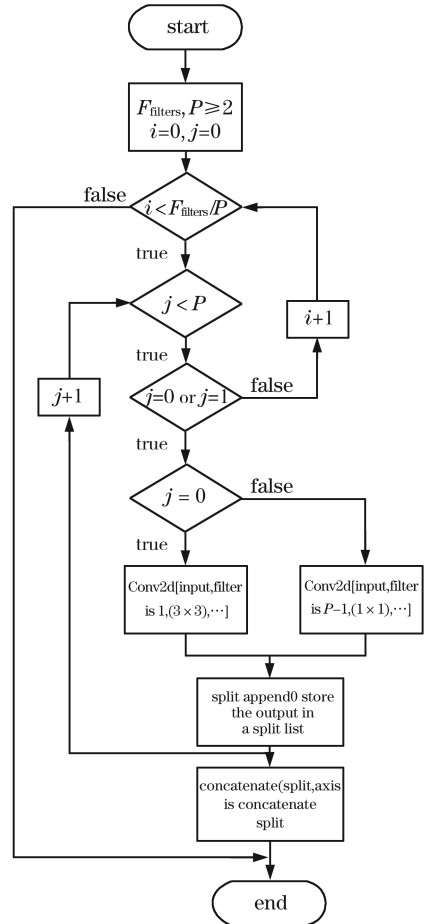 start
F_filters, P⩾2
i=0, j=0
false
i<F_filters/P
true
j<P
i+1
true
j+1
j=0 or j=1
false
true
j = 0
false
true
Conv2d[input,filter
is 1,(3×3),⋯]
Conv2d[input,filter
is P−1,(1×1),⋯]
split append0 store
the output in
a split list
concatenate(split,axis
is concatenate
split
end